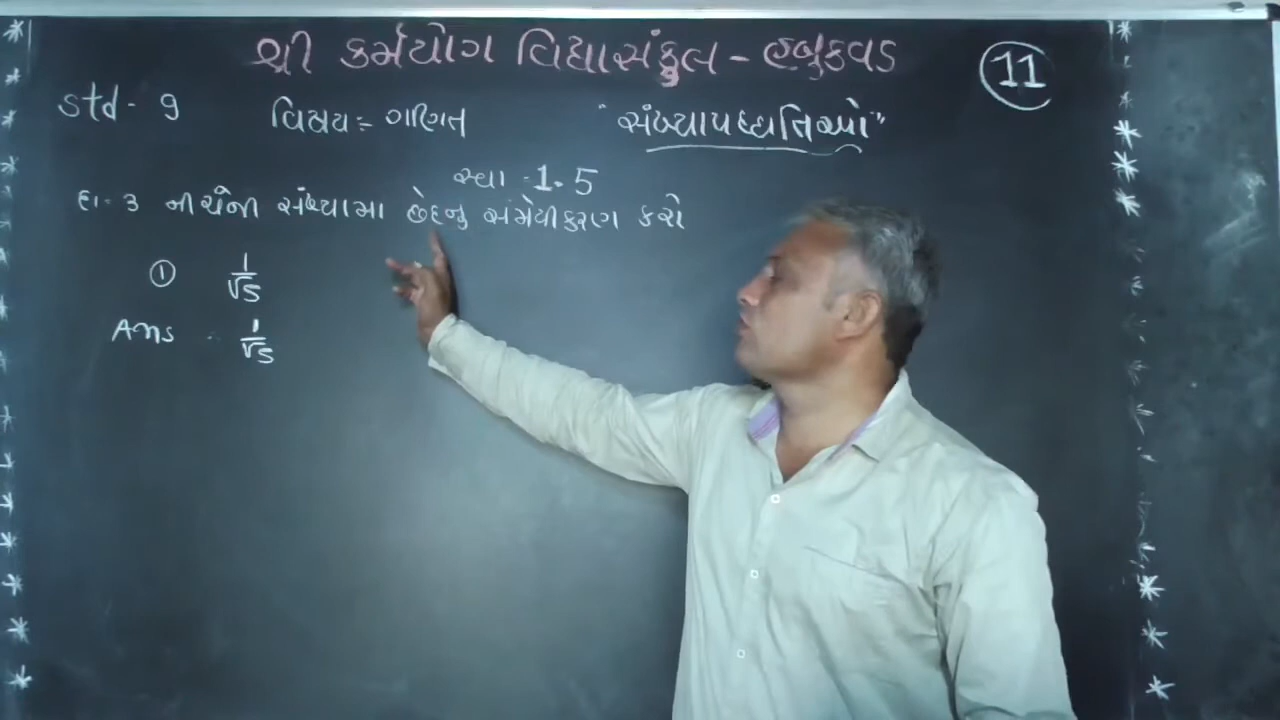 શ્રી કર્મયોગ વિદ્યાસંકુલ - હબુકવડ
11
std - 9 વિષય:- ગણિત "સંખ્યાપધ્ધતિઓ"
સ્વા - 1.5
દા. 3 નીચેની સંખ્યામા છેદનુ સંમેયીકરણ કરો
① 1/√5
Ans - 1/√5